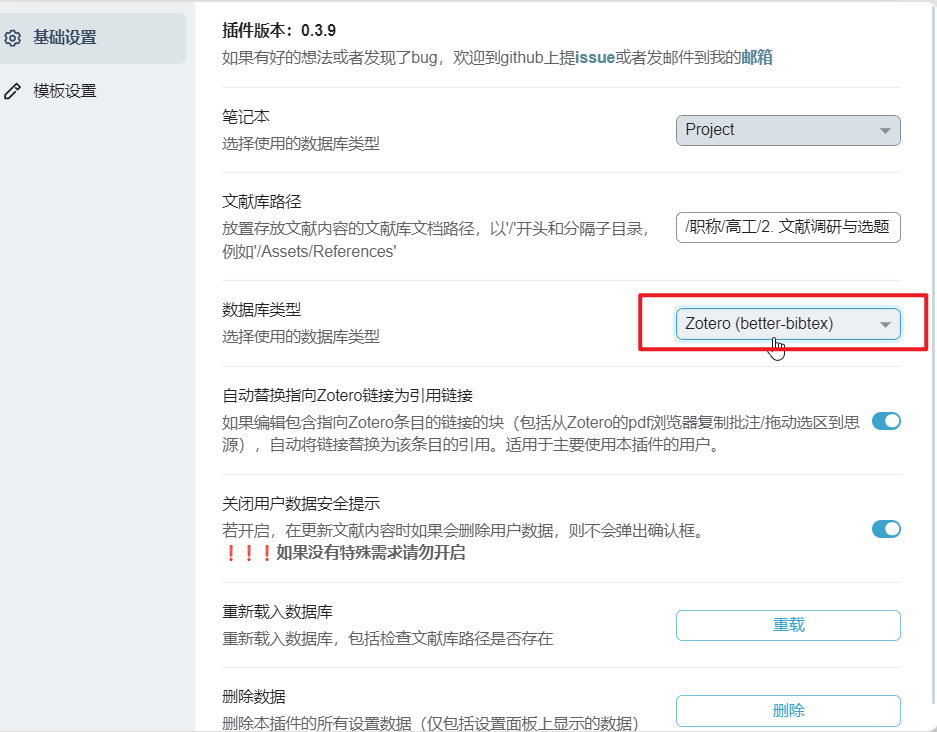 基础设置
模板设置
插件版本：0.3.9
如果有好的想法或者发现了bug，欢迎到github上提issue或者发邮件到我的邮箱
笔记本
选择使用的数据库类型
Project
文献库路径
放置存放文献内容的文献库文档路径，以'/'开头和分隔子目录，
例如'/Assets/References'
/职称/高工/2. 文献调研与选题
数据库类型
选择使用的数据库类型
Zotero (better-bibtex)
自动替换指向Zotero链接为引用链接
如果编辑包含指向Zotero条目的链接的块（包括从Zotero的pdf浏览器复制批注/拖动选区到思
源），自动将链接替换为该条目的引用。适用于主要使用本插件的用户。
关闭用户数据安全提示
若开启，在更新文献内容时如果会删除用户数据，则不会弹出确认框。
❗❗❗如果没有特殊需求请勿开启
重新载入数据库
重新载入数据库，包括检查文献库路径是否存在
重载
删除数据
删除本插件的所有设置数据（仅包括设置面板上显示的数据）
删除